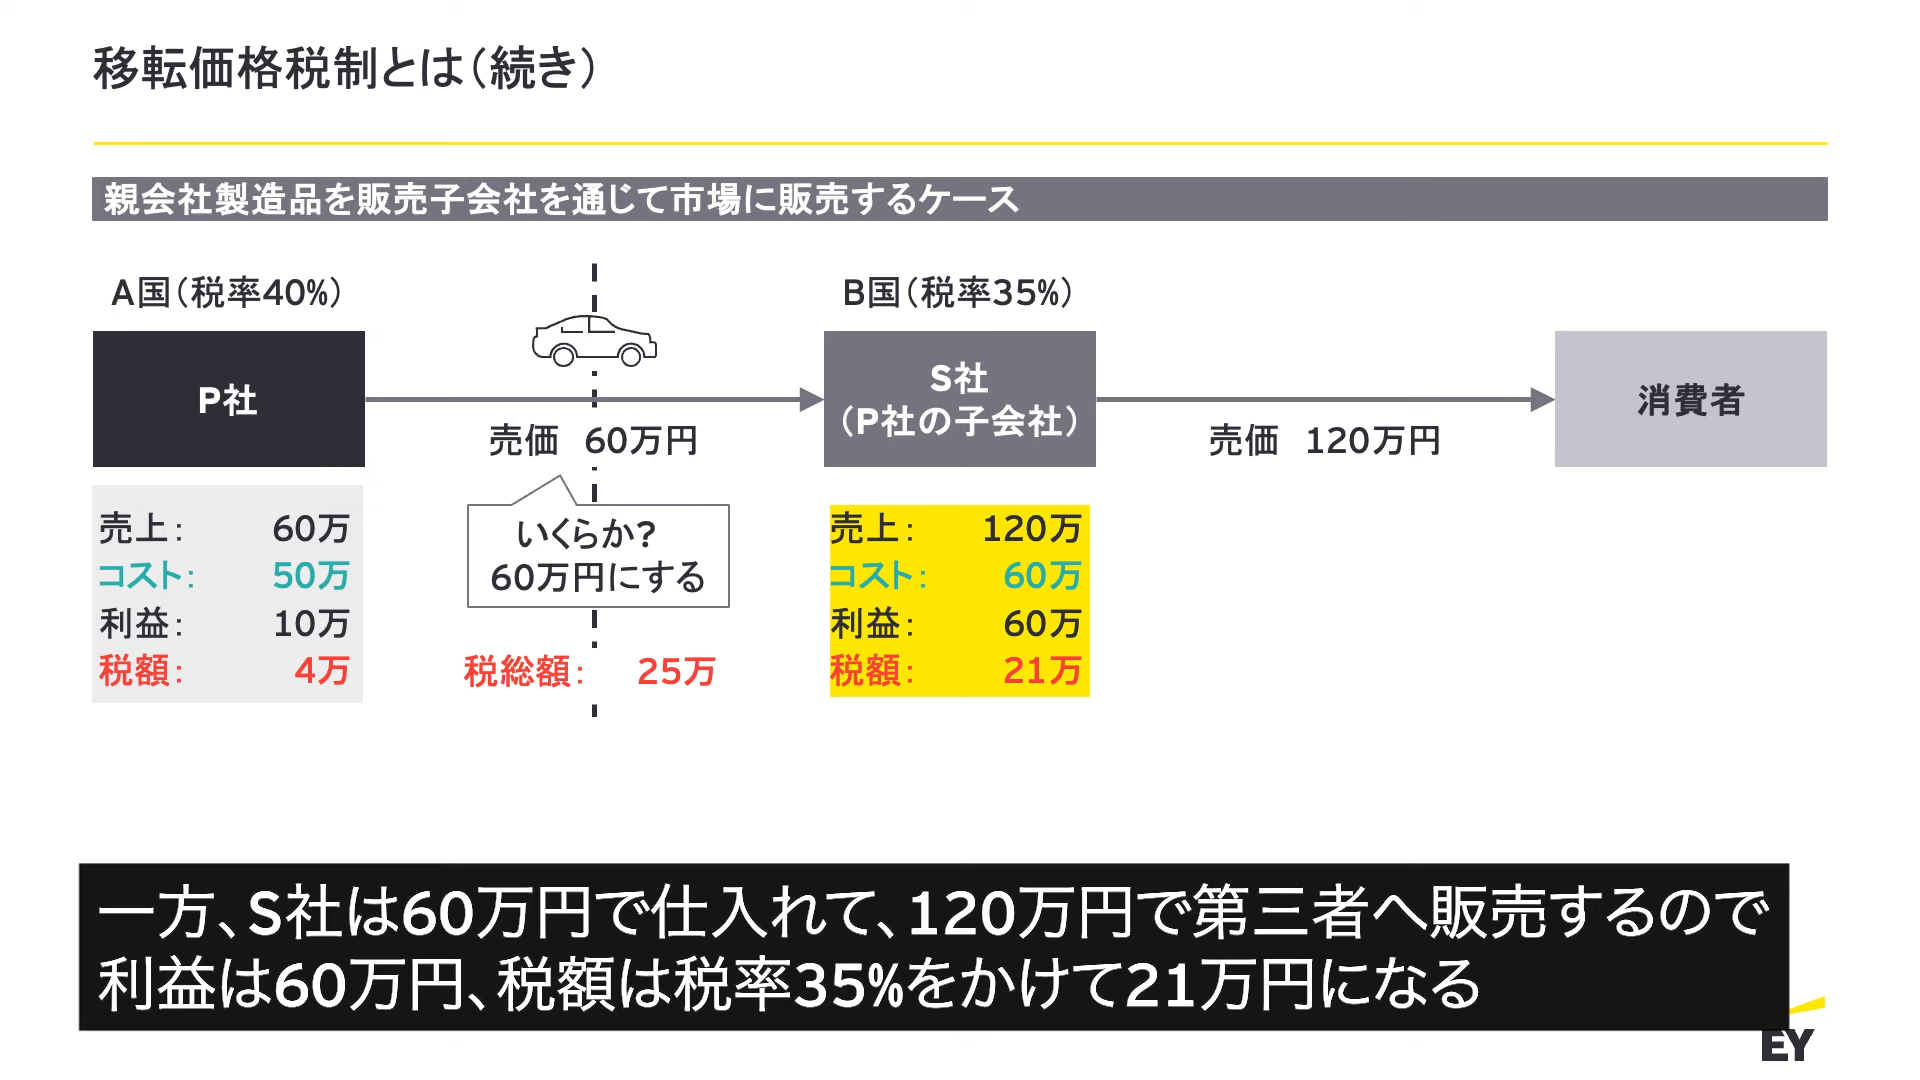 移転価格税制とは（続き）
親会社製造品を販売子会社を通じて市場に販売するケース
A国（税率40%）
B国（税率35%）
P社
S社
（P社の子会社）
消費者
売価　60万円
売価　120万円
いくらか？
60万円にする
売上： 60万
コスト： 50万
利益： 10万
税額： 4万
税総額： 25万
売上： 120万
コスト： 60万
利益： 60万
税額： 21万
一方、S社は60万円で仕入れて、120万円で第三者へ販売するので
利益は60万円、税額は税率35%をかけて21万円になる
EY